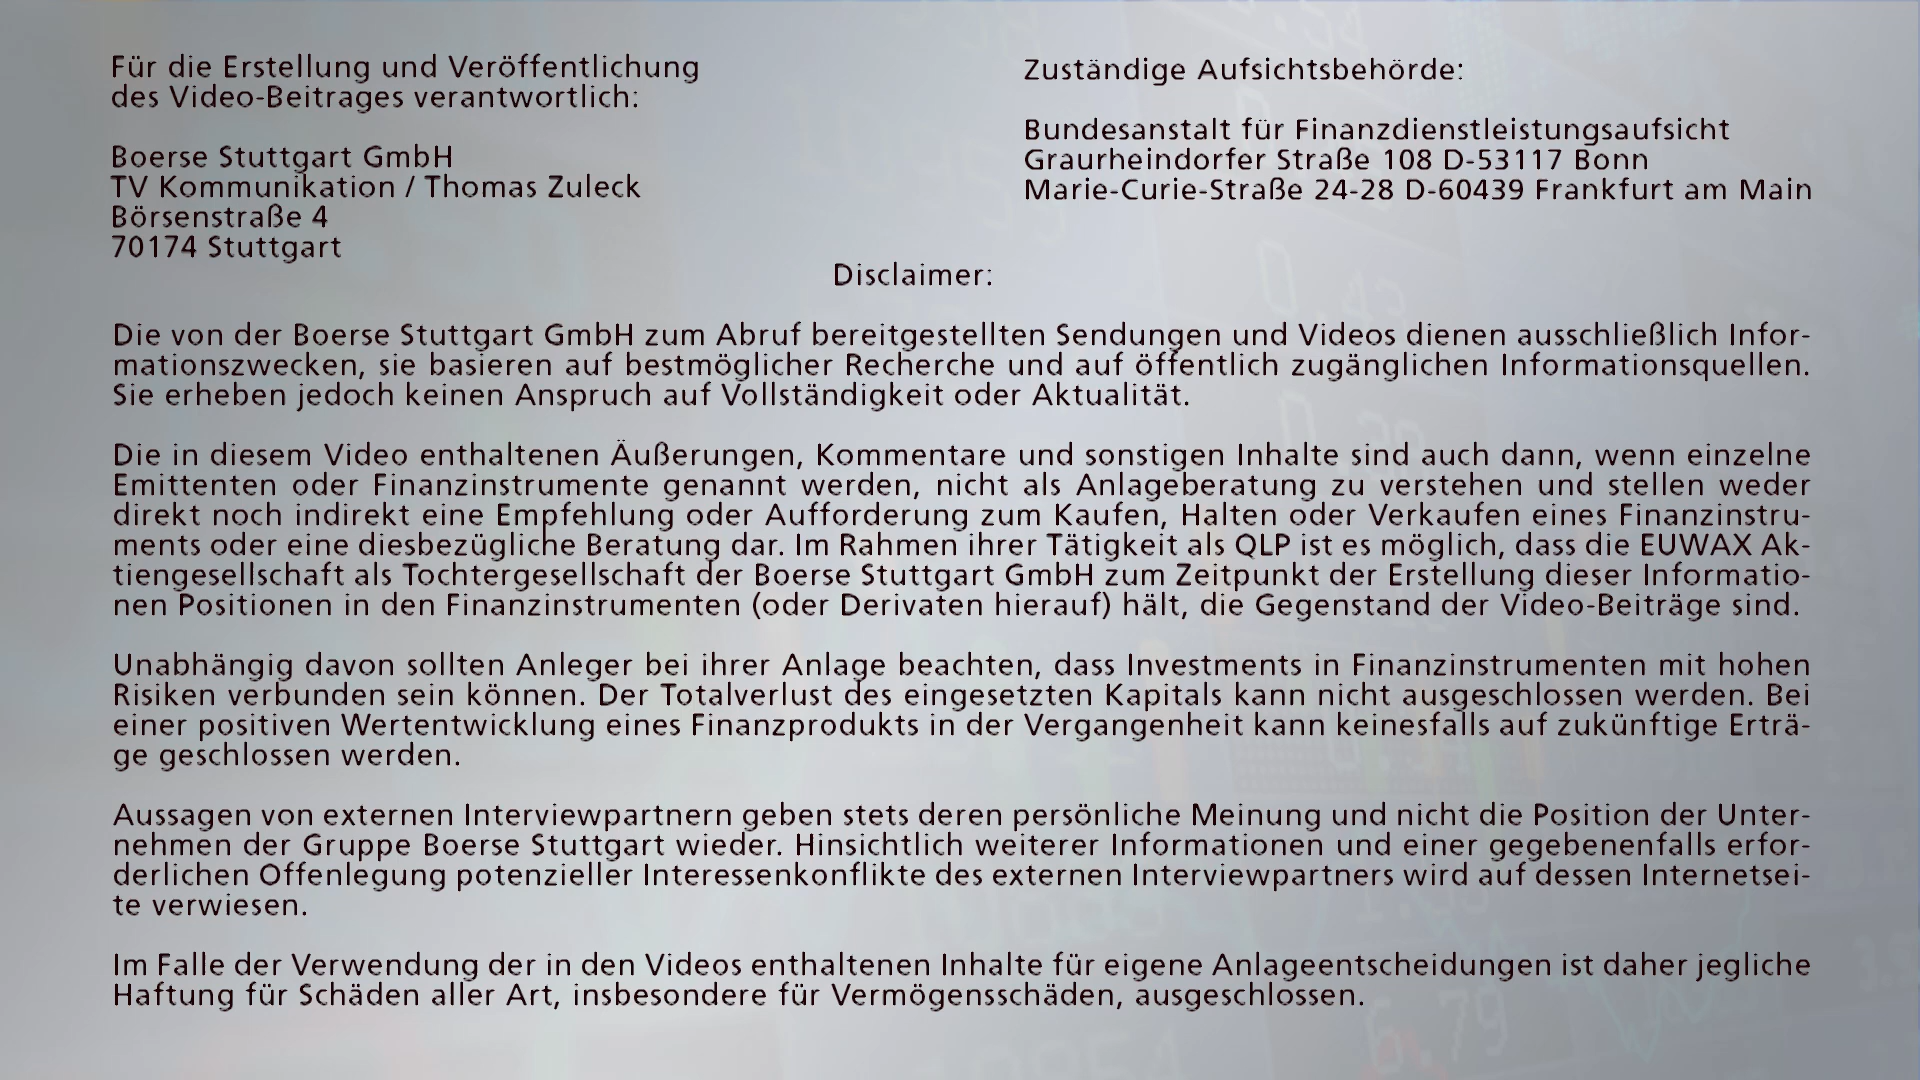 Für die Erstellung und Veröffentlichung
des Video-Beitrages verantwortlich:
Boerse Stuttgart GmbH
TV Kommunikation / Thomas Zuleck
Börsenstraße 4
70174 Stuttgart
Zuständige Aufsichtsbehörde:
Bundesanstalt für Finanzdienstleistungsaufsicht
Graurheindorfer Straße 108 D-53117 Bonn
Marie-Curie-Straße 24-28 D-60439 Frankfurt am Main
Disclaimer:
Die von der Boerse Stuttgart GmbH zum Abruf bereitgestellten Sendungen und Videos dienen ausschließlich Infor-
mationszwecken, sie basieren auf bestmöglicher Recherche und auf öffentlich zugänglichen Informationsquellen.
Sie erheben jedoch keinen Anspruch auf Vollständigkeit oder Aktualität.
Die in diesem Video enthaltenen Äußerungen, Kommentare und sonstigen Inhalte sind auch dann, wenn einzelne
Emittenten oder Finanzinstrumente genannt werden, nicht als Anlageberatung zu verstehen und stellen weder
direkt noch indirekt eine Empfehlung oder Aufforderung zum Kaufen, Halten oder Verkaufen eines Finanzinstru-
ments oder eine diesbezügliche Beratung dar. Im Rahmen ihrer Tätigkeit als QLP ist es möglich, dass die EUWAX Ak-
tiengesellschaft als Tochtergesellschaft der Boerse Stuttgart GmbH zum Zeitpunkt der Erstellung dieser Informatio-
nen Positionen in den Finanzinstrumenten (oder Derivaten hierauf) hält, die Gegenstand der Video-Beiträge sind.
Unabhängig davon sollten Anleger bei ihrer Anlage beachten, dass Investments in Finanzinstrumenten mit hohen
Risiken verbunden sein können. Der Totalverlust des eingesetzten Kapitals kann nicht ausgeschlossen werden. Bei
einer positiven Wertentwicklung eines Finanzprodukts in der Vergangenheit kann keinesfalls auf zukünftige Erträ-
ge geschlossen werden.
Aussagen von externen Interviewpartnern geben stets deren persönliche Meinung und nicht die Position der Unter-
nehmen der Gruppe Boerse Stuttgart wieder. Hinsichtlich weiterer Informationen und einer gegebenenfalls erfor-
derlichen Offenlegung potenzieller Interessenkonflikte des externen Interviewpartners wird auf dessen Internetsei-
te verwiesen.
Im Falle der Verwendung der in den Videos enthaltenen Inhalte für eigene Anlageentscheidungen ist daher jegliche
Haftung für Schäden aller Art, insbesondere für Vermögensschäden, ausgeschlossen.